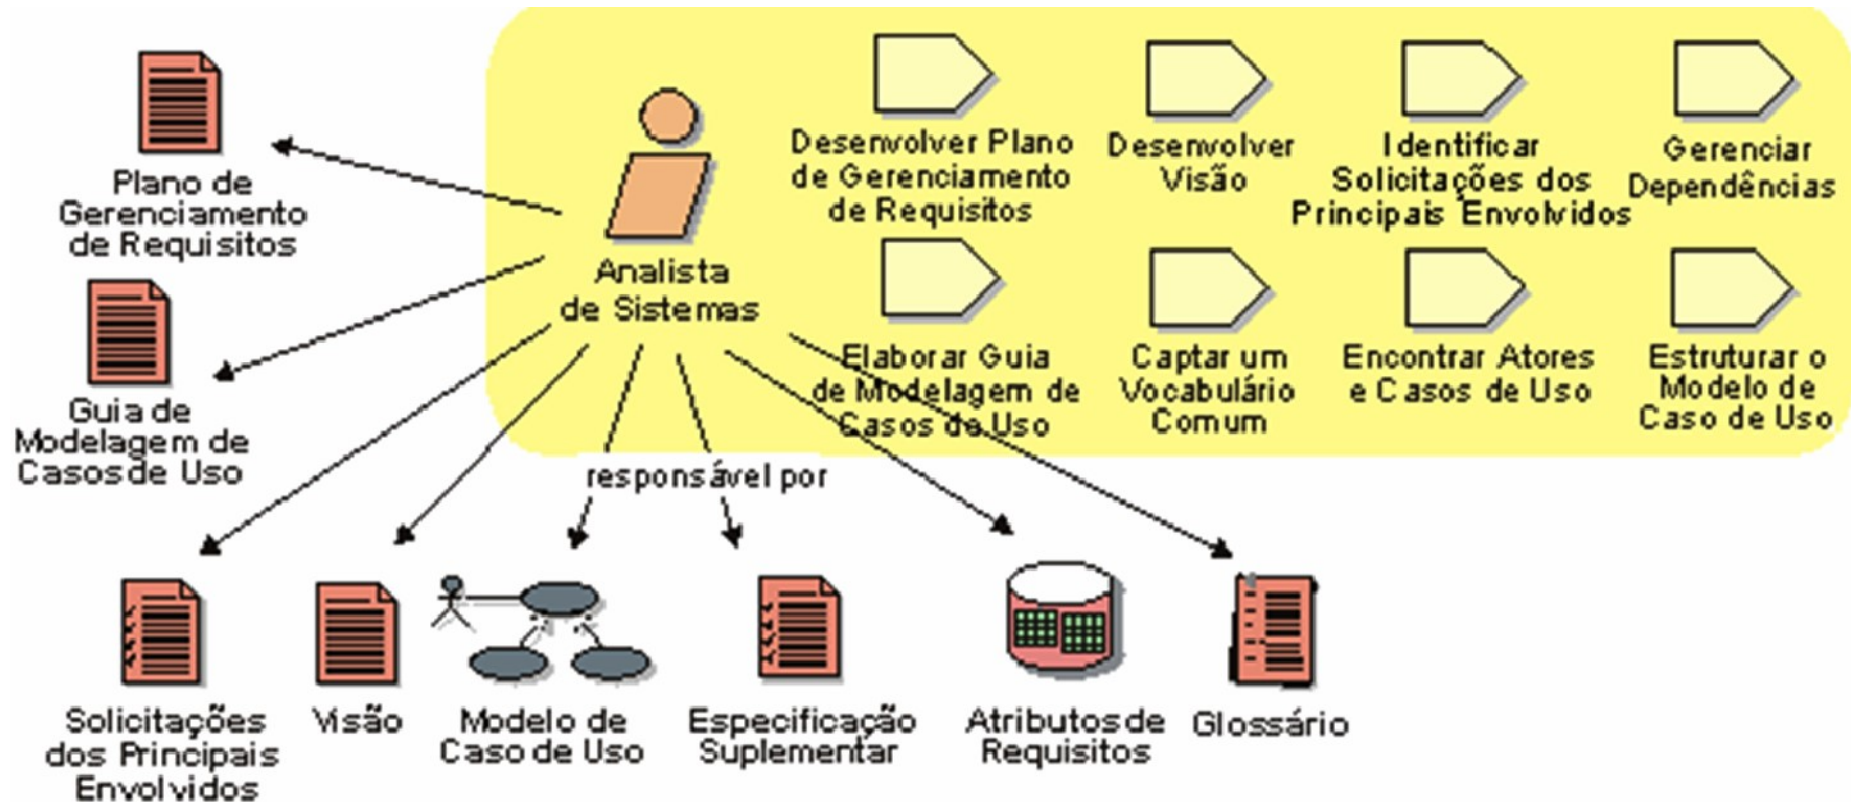 Plano de
Gerenciamento
de Requisitos
Guia de
Modelagem de
Casos de Uso
Analista
de Sistemas
Desenvolver Plano
de Gerenciamento
de Requisitos
Desenvolver
Visão
Identificar
Solicitações dos
Principais Envolvidos
Gerenciar
Dependências
Elaborar Guia
de Modelagem de
Casos de Uso
Captar um
Vocabulário
Comum
Encontrar Atores
e Casos de Uso
Estruturar o
Modelo de
Caso de Uso
responsável por
Solicitações
dos Principais
Envolvidos
Visão
Modelo de
Caso de Uso
Especificação
Suplementar
Atributos de
Requisitos
Glossário